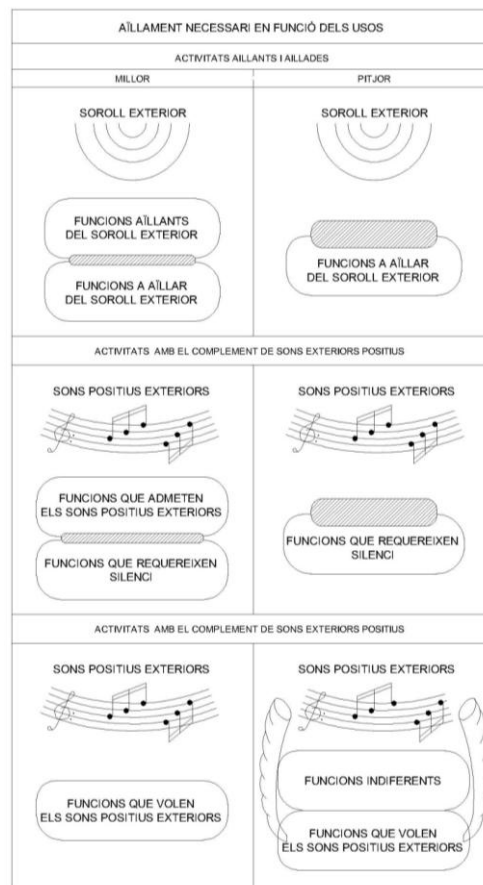 AÏLLAMENT NECESSARI EN FUNCIÓ DELS USOS
ACTIVITATS AILLANTS I AILLADES
MILLOR
PITJOR
SOROLL EXTERIOR
FUNCIONS AÏLLANTS
DEL SOROLL EXTERIOR
FUNCIONS A AÏLLAR
DEL SOROLL EXTERIOR
SOROLL EXTERIOR
FUNCIONS A AÏLLAR
DEL SOROLL EXTERIOR
ACTIVITATS AMB EL COMPLEMENT DE SONS EXTERIORS POSITIUS
SONS POSITIUS EXTERIORS
FUNCIONS QUE ADMETEN
ELS SONS POSITIUS EXTERIORS
FUNCIONS QUE REQUEREIXEN
SILENCI
SONS POSITIUS EXTERIORS
FUNCIONS QUE REQUEREIXEN
SILENCI
ACTIVITATS AMB EL COMPLEMENT DE SONS EXTERIORS POSITIUS
SONS POSITIUS EXTERIORS
FUNCIONS QUE VOLEN
ELS SONS POSITIUS EXTERIORS
SONS POSITIUS EXTERIORS
FUNCIONS INDIFERENTS
FUNCIONS QUE VOLEN
ELS SONS POSITIUS EXTERIORS